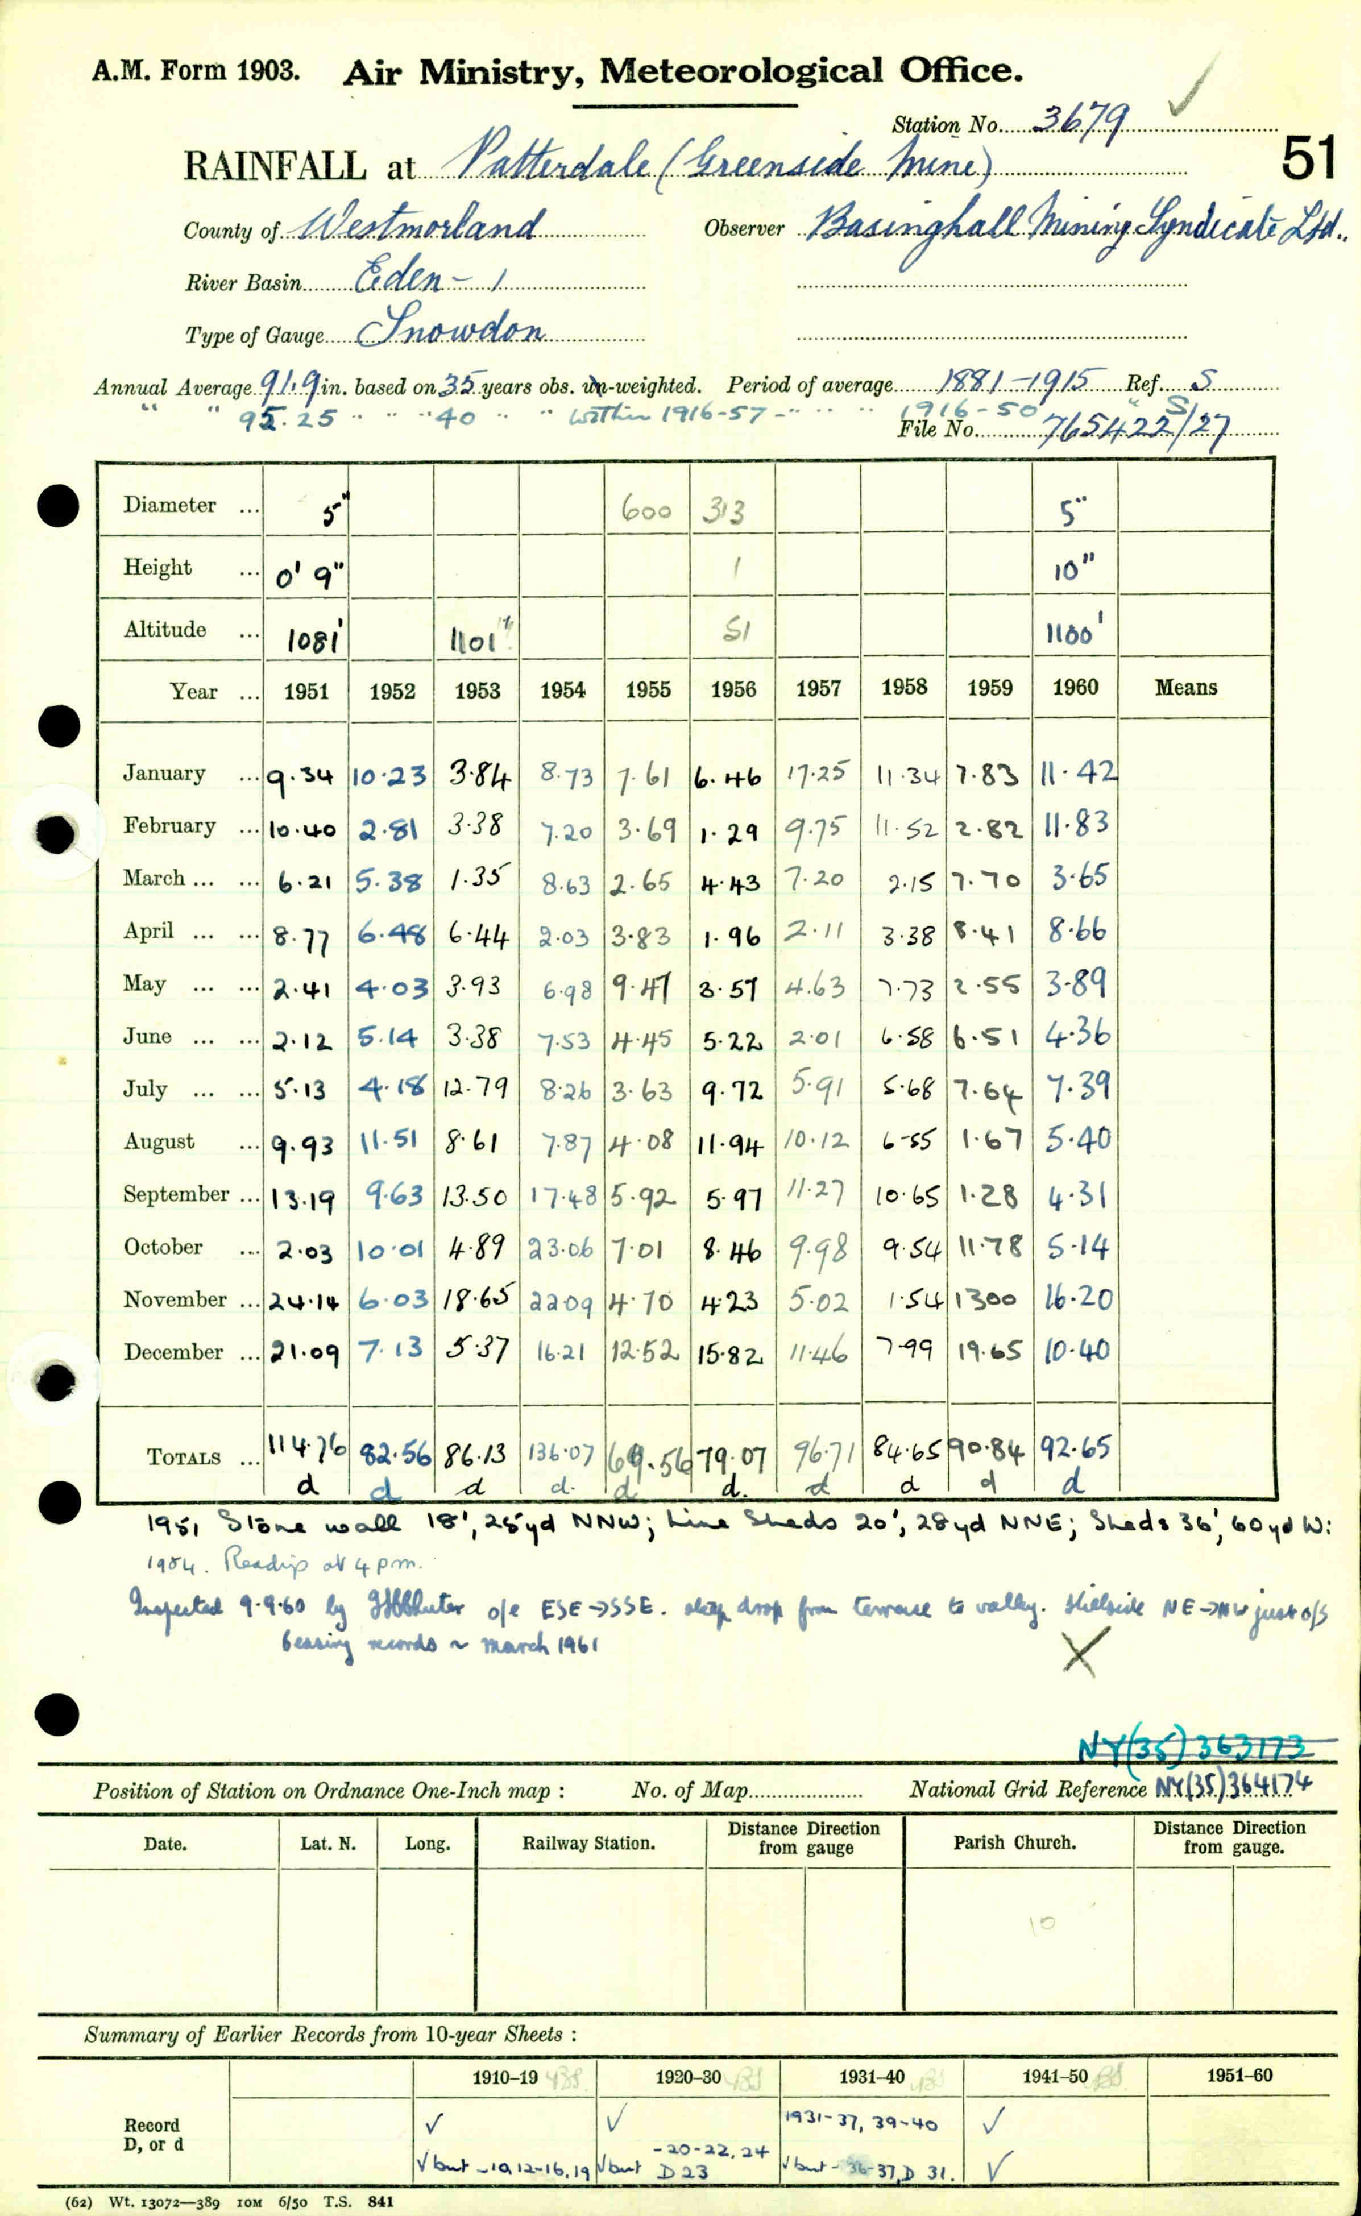 A.M. Form 1903. Air Ministry, Meteorological Office.
Station No. 3679 ✓
51
RAINFALL at Patterdale (Greenside Mine)
County of Westmorland Observer Basinghall Mining Syndicate Ltd.
River Basin Eden - 1
Type of Gauge Snowdon
Annual Average 91.9 in. based on 35 years obs. un-weighted. Period of average 1881-1915 Ref. S
" " 95.25 " " " 40 " " within 1916-57 - " " " 1916-50 " S
File No. 765422/27
Diameter ... 5" 600 313 5"
Height ... 0' 9" 1 10"
Altitude ... 1081' 1101' 51 1100'
Year ... 1951 1952 1953 1954 1955 1956 1957 1958 1959 1960 Means
January ... 9.34 10.23 3.84 8.73 7.61 6.46 17.25 11.34 7.83 11.42
February ... 10.40 2.81 3.38 7.20 3.69 1.29 9.75 11.52 2.82 11.83
March ... ... 6.21 5.38 1.35 8.63 2.65 4.43 7.20 2.15 7.70 3.65
April ... ... 8.77 6.48 6.44 2.03 3.83 1.96 2.11 3.38 8.41 8.66
May ... ... 2.41 4.03 3.93 6.98 9.47 3.57 4.63 7.73 2.55 3.89
June ... ... 2.12 5.14 3.38 7.53 4.45 5.22 2.01 6.58 6.51 4.36
July ... ... 5.13 4.18 12.79 8.26 3.63 9.72 5.91 5.68 7.64 7.39
August ... 9.93 11.51 8.61 7.87 4.08 11.94 10.12 6.55 1.67 5.40
September ... 13.19 9.63 13.50 17.48 5.92 5.97 11.27 10.65 1.28 4.31
October ... 2.03 10.01 4.89 23.06 7.01 8.46 9.98 9.54 11.78 5.14
November ... 24.14 6.03 18.65 22.09 4.70 4.23 5.02 1.54 13.00 16.20
December ... 21.09 7.13 5.37 16.21 12.52 15.82 11.46 7.99 19.65 10.40
TOTALS ... 114.76 82.56 86.13 136.07 69.56 79.07 96.71 84.65 90.84 92.65
d d d d. d d. d d d d
1951 Stone wall 18', 25yd NNW; Lime Sheds 20', 28yd NNE; Sheds 36', 60yd W:
1954. Readings at 4 pm.
Inspected 9.9.60 by o/e ESE→SSE. steep drop from terrace to valley. Hillside NE→NW just o/s
Ceasing records ~ March 1961
X
NY(35)363173
Position of Station on Ordnance One-Inch map : No. of Map National Grid Reference NY(35)364174
Date. Lat. N. Long. Railway Station. Distance from gauge Direction Parish Church. Distance from gauge. Direction
10
Summary of Earlier Records from 10-year Sheets :
1910-19 1920-30 1931-40 1941-50 1951-60
Record ✓ ✓ 1931-37, 39-40 ✓
D, or d √but -10,12-16,19 √but -20-22, 24 D 23 √but -36-37, D 31. √
(62) Wt. 13072—389 10M 6/50 T.S. 841